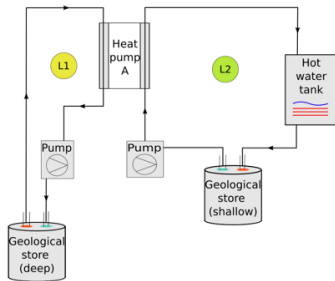 L1
Heat
pump
A
L2
Hot
water
tank
Pump
Pump
Geological
store
(shallow)
Geological
store
(deep)